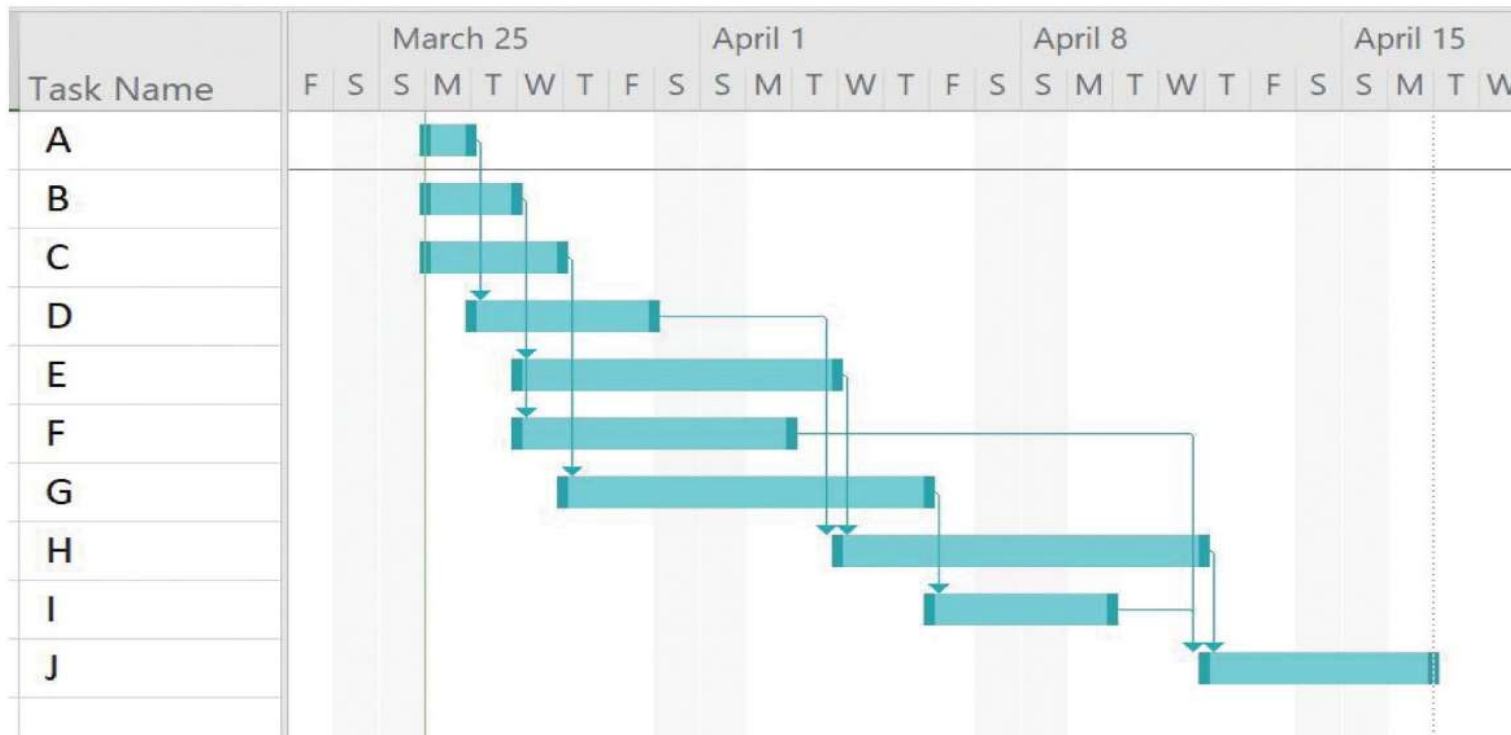 March 25 April 1 April 8 April 15
Task Name F S S M T W T F S S M T W T F S S M T W T F S S M T W
A
B
C
D
E
F
G
H
I
J